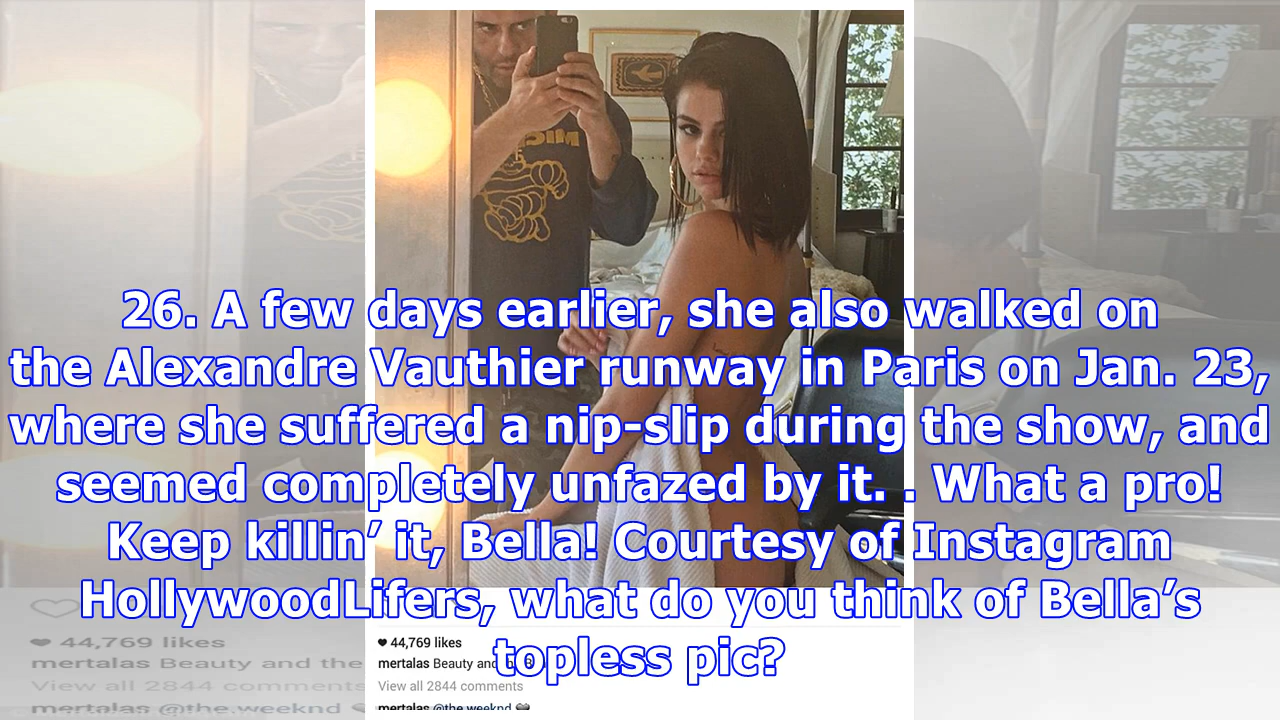 26. A few days earlier, she also walked on
the Alexandre Vauthier runway in Paris on Jan. 23,
where she suffered a nip-slip during the show, and
seemed completely unfazed by it. . What a pro!
Keep killin’ it, Bella! Courtesy of Instagram
HollywoodLifers, what do you think of Bella’s
topless pic?
44,769 likes
mertalas Beauty and the
View all 2844 comments
mertalas @the.weeknd
44,769 likes
mertalas Beauty and
View all 2844 comments
mertalas @the.weeknd